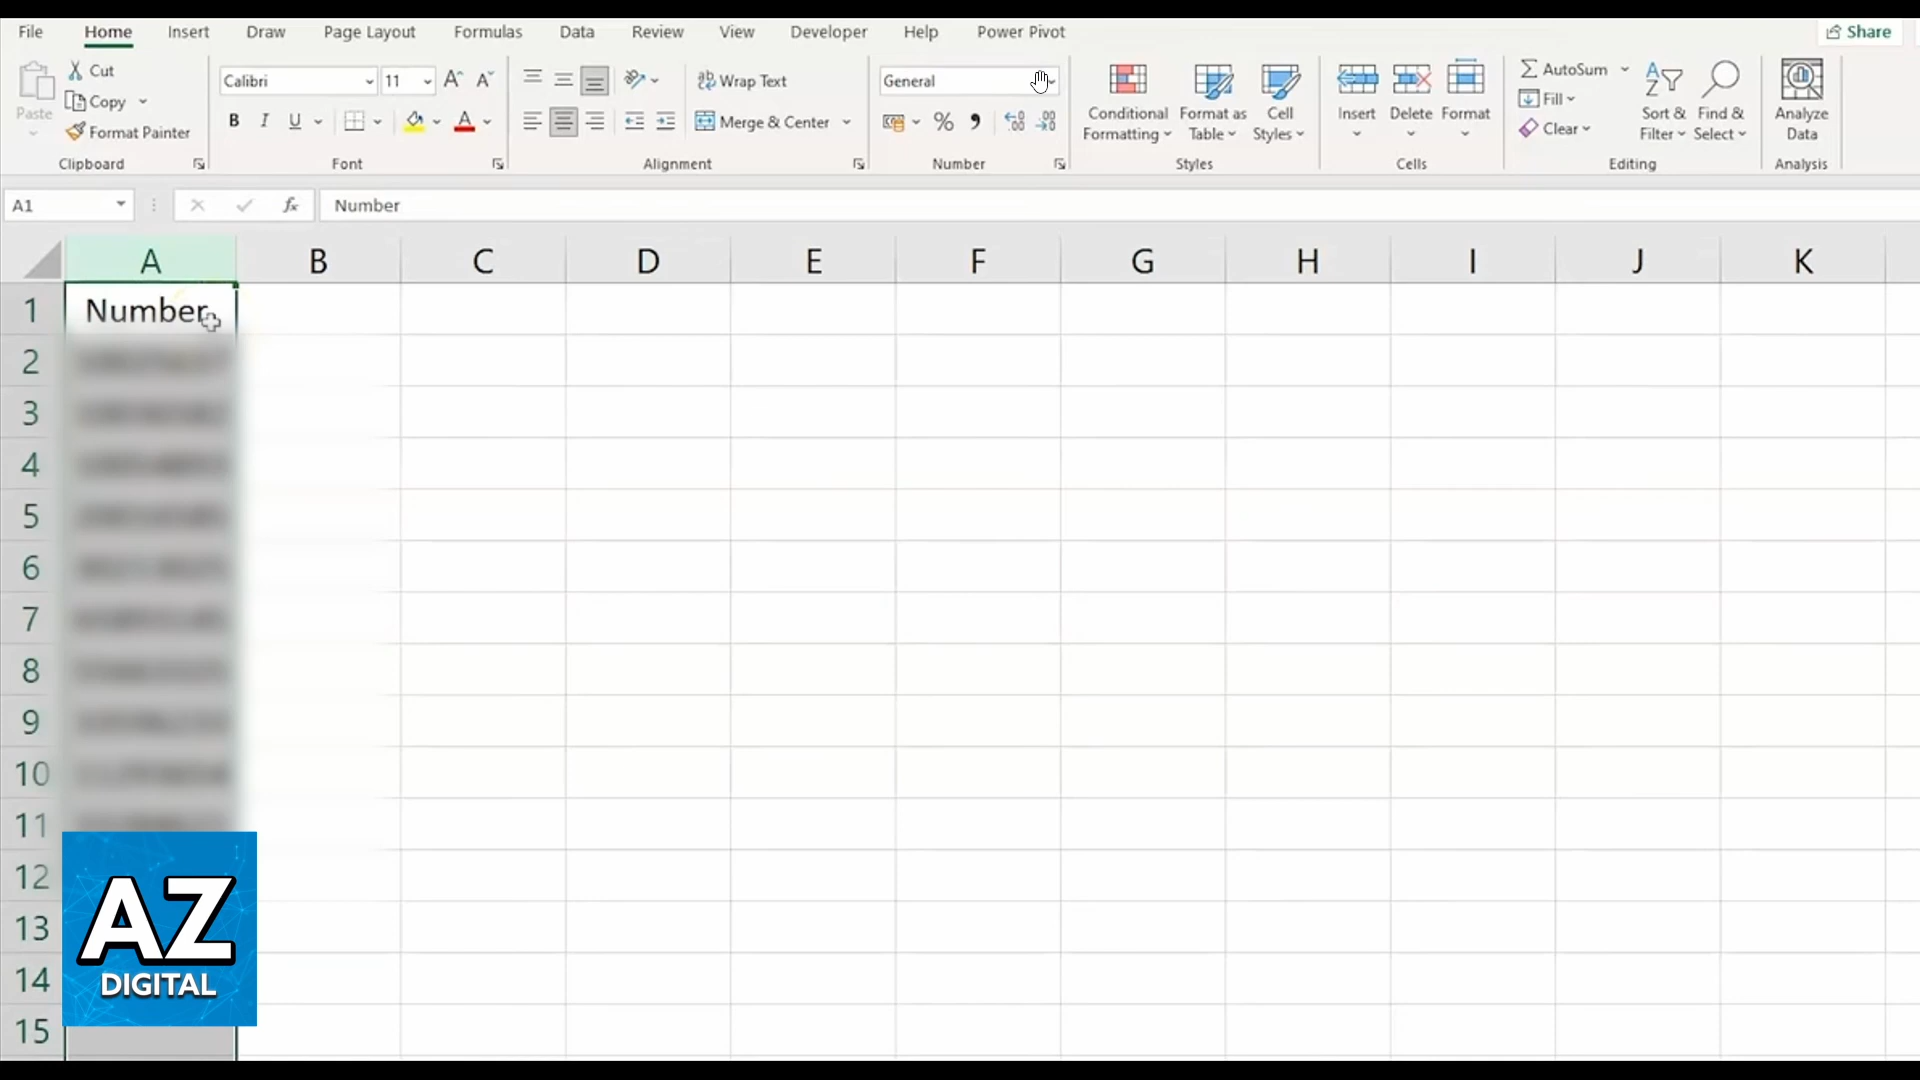 File Home Insert Draw Page Layout Formulas Data Review View Developer Help Power Pivot Share
Paste
Cut
Copy
Format Painter
Clipboard
Calibri 11
B I U
Font
Wrap Text
Merge & Center
Alignment
General
% ,
Number
Conditional Formatting
Format as Table
Cell Styles
Styles
Insert Delete Format
Cells
AutoSum
Fill
Clear
Sort & Filter
Find & Select
Editing
Analyze Data
Analysis
A1 fx Number
A B C D E F G H I J K
1 Number
2
3
4
5
6
7
8
9
10
11
12
13
14
15
AZ
DIGITAL